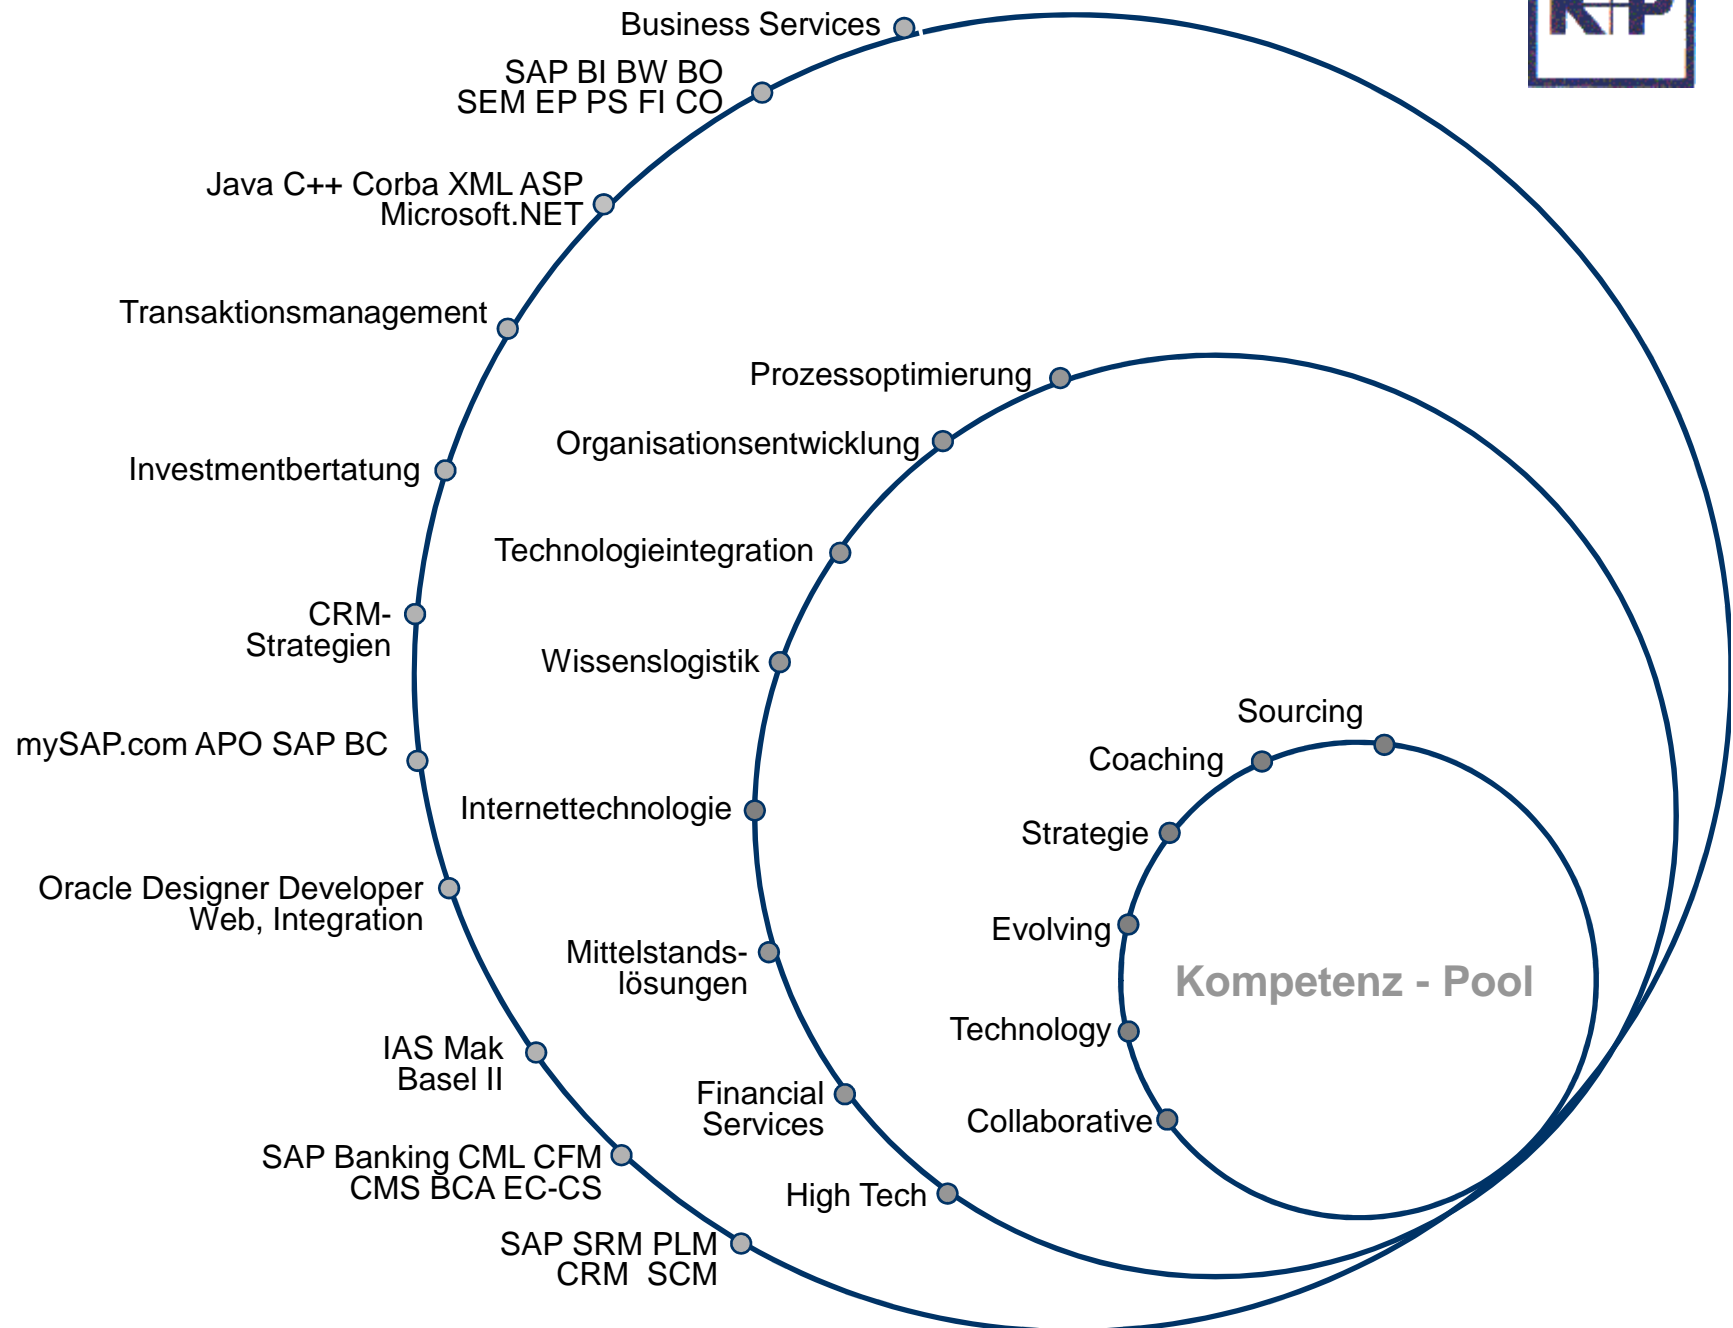 K+P
Business Services
SAP BI BW BO
SEM EP PS FI CO
Java C++ Corba XML ASP
Microsoft.NET
Transaktionsmanagement
Investmentbertatung
CRM-
Strategien
mySAP.com APO SAP BC
Oracle Designer Developer
Web, Integration
IAS Mak
Basel II
SAP Banking CML CFM
CMS BCA EC-CS
SAP SRM PLM
CRM  SCM
Prozessoptimierung
Organisationsentwicklung
Technologieintegration
Wissenslogistik
Internettechnologie
Mittelstands-
lösungen
Financial
Services
High Tech
Sourcing
Coaching
Strategie
Evolving
Technology
Collaborative
Kompetenz - Pool